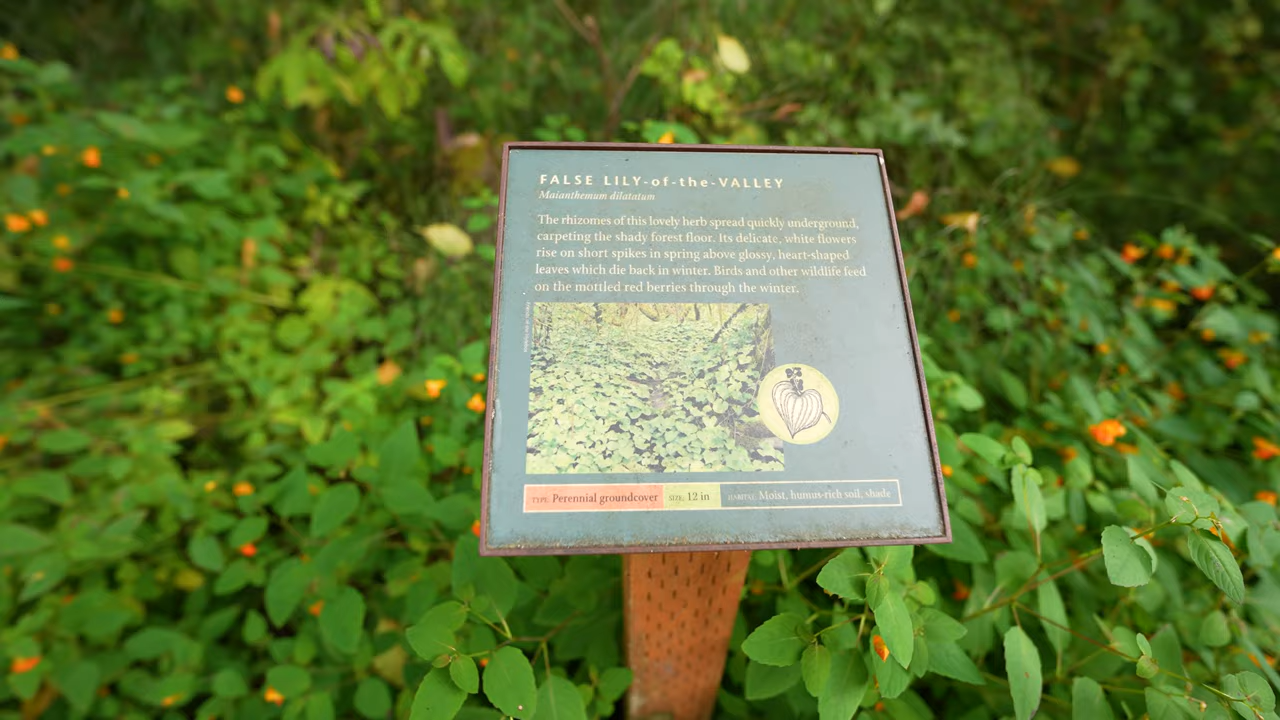 FALSE LILY-of-the-VALLEY
Maianthemum dilatatum
The rhizomes of this lovely herb spread quickly underground,
carpeting the shady forest floor. Its delicate, white flowers
rise on short spikes in spring above glossy, heart-shaped
leaves which die back in winter. Birds and other wildlife feed
on the mottled red berries through the winter.
TYPE: Perennial groundcover SIZE: 12 in HABITAT: Moist, humus-rich soil, shade